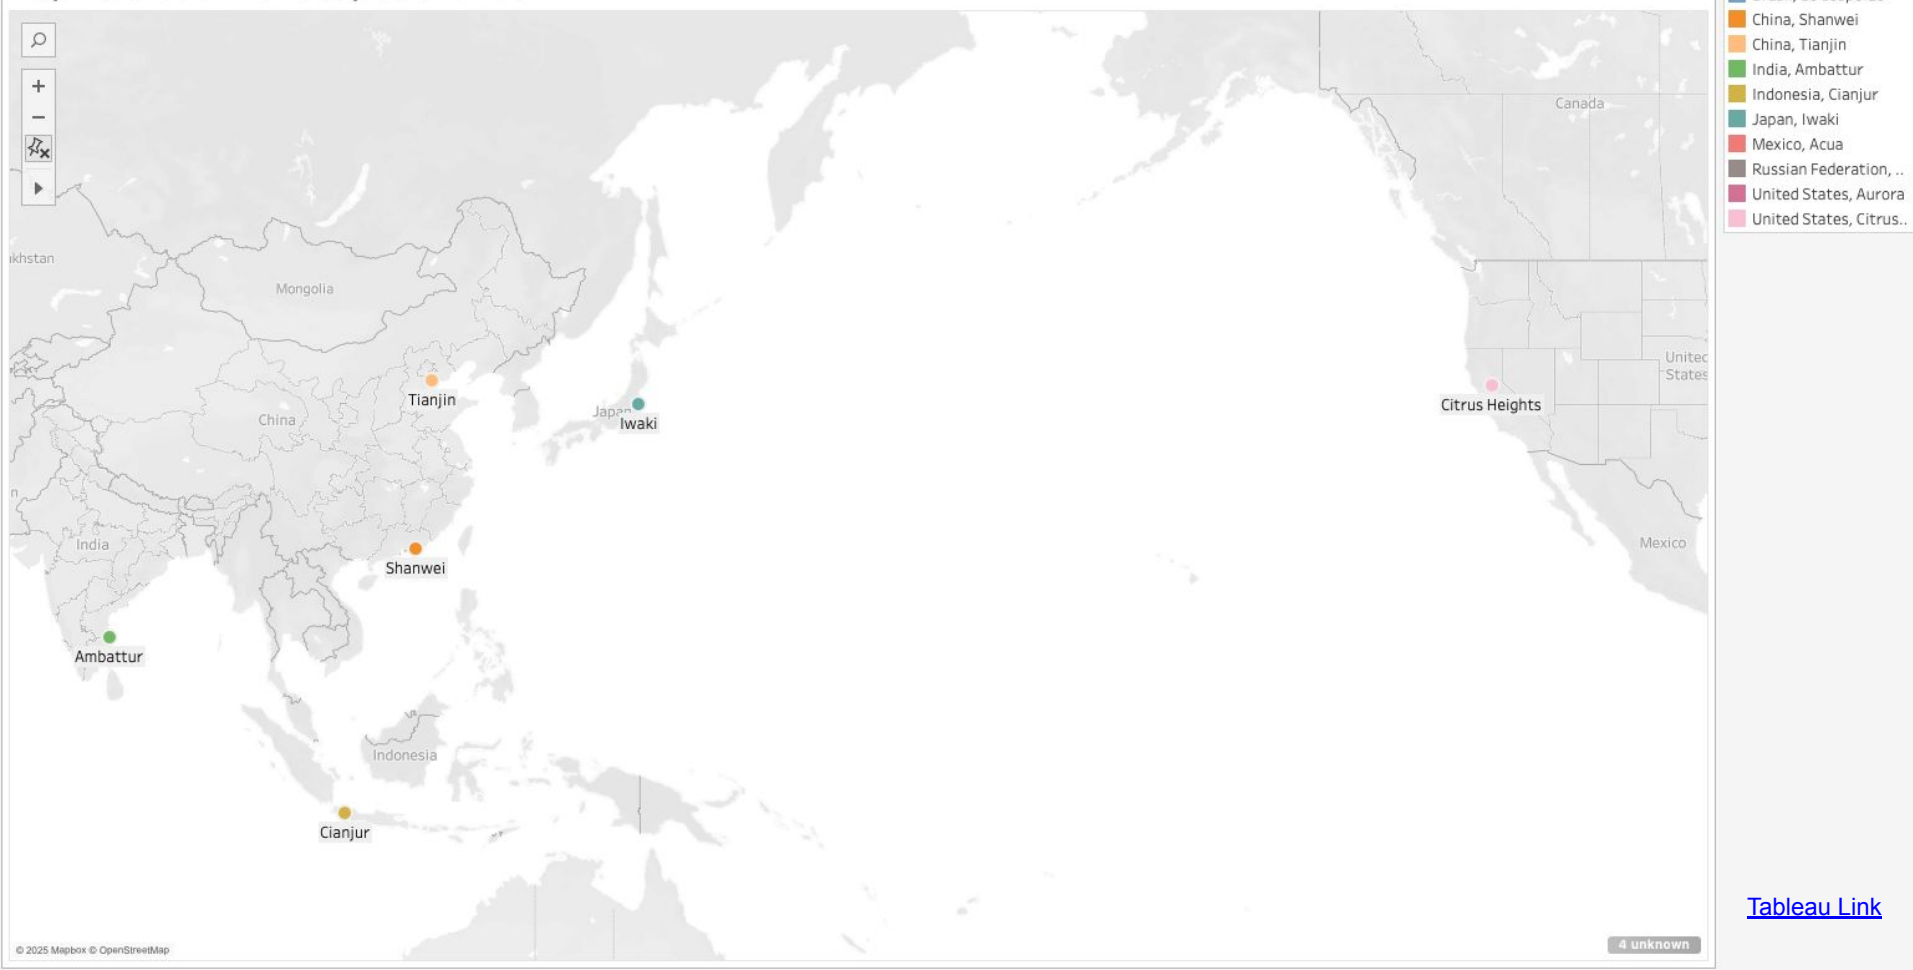 China, Shanwei
China, Tianjin
India, Ambattur
Indonesia, Cianjur
Japan, Iwaki
Mexico, Acua
Russian Federation, ..
United States, Aurora
United States, Citrus..
Canada
khstan
Mongolia
United
States
Tianjin
China
Japan
Iwaki
Citrus Heights
n
India
Mexico
Shanwei
Ambattur
Indonesia
Cianjur
Tableau Link
© 2025 Mapbox © OpenStreetMap
4 unknown